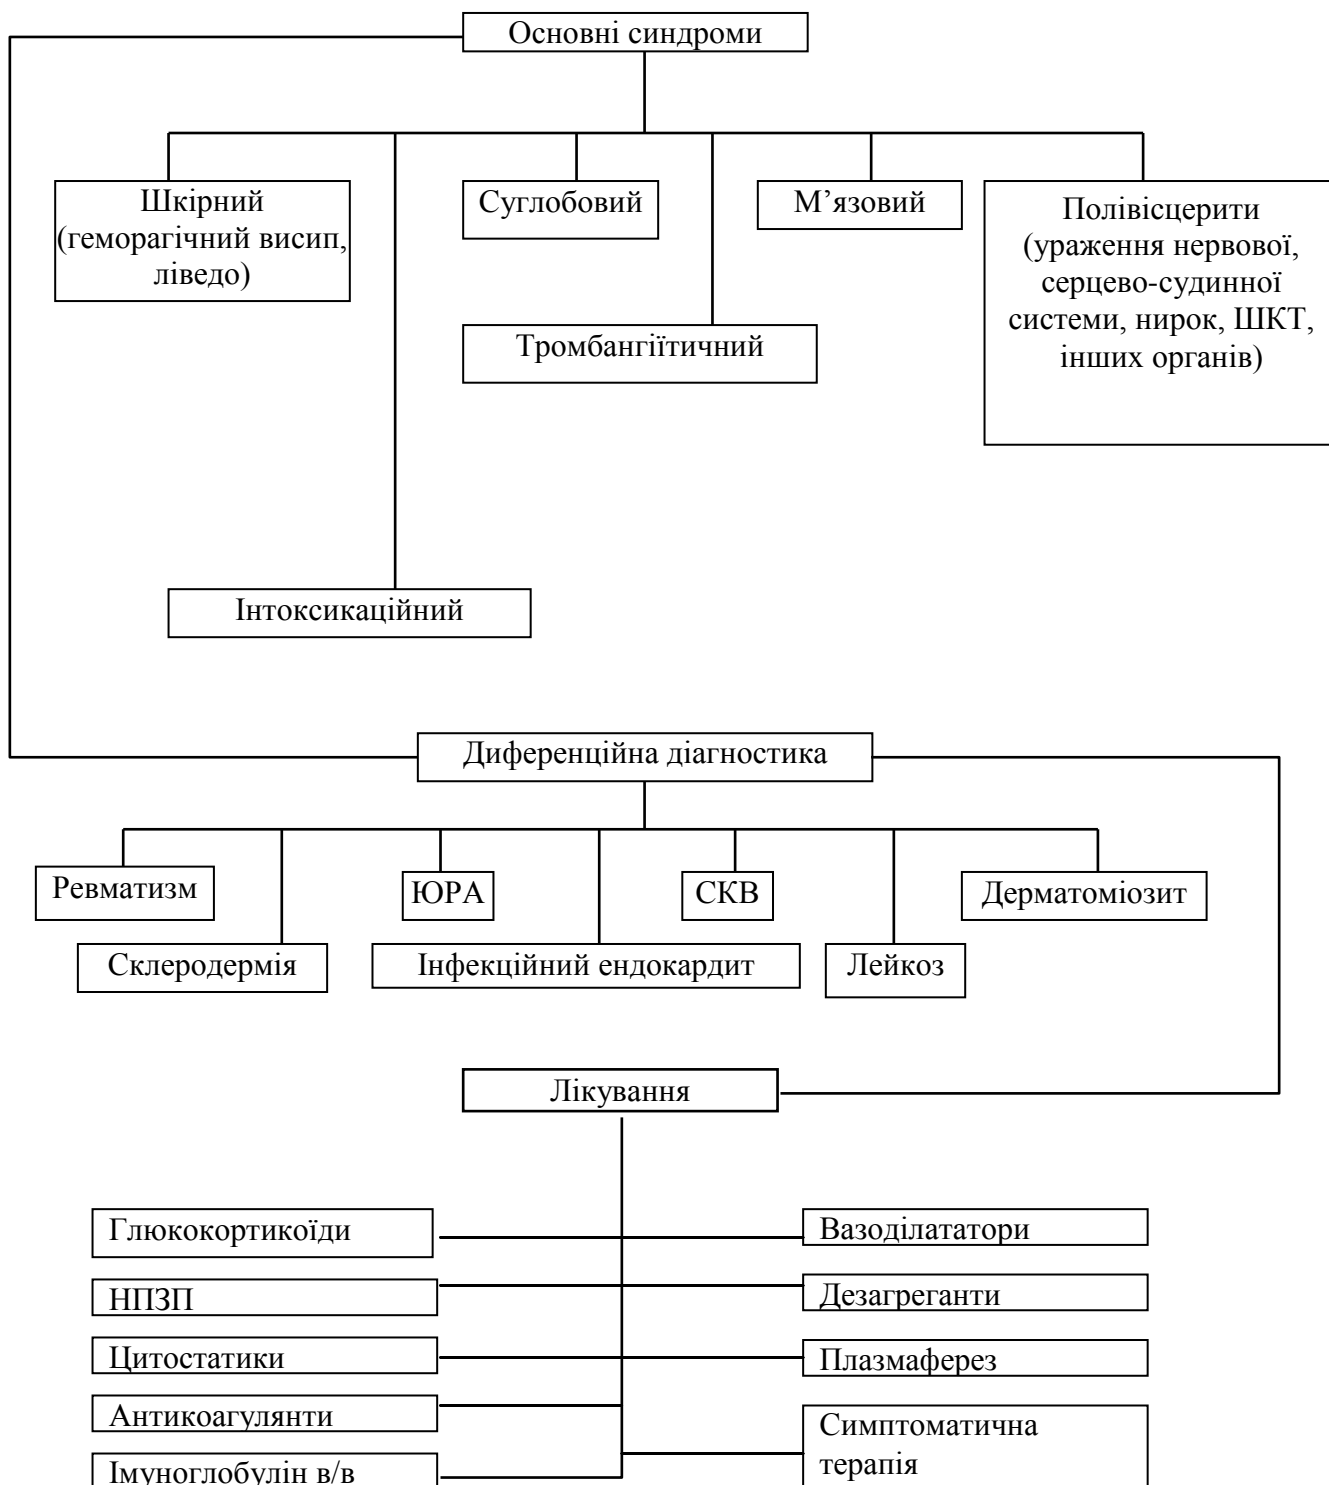 Основні синдроми
Шкірний
(геморагічний висип,
ліведо)
Суглобовий
М’язовий
Полівісцерити
(ураження нервової,
серцево-судинної
системи, нирок, ШКТ,
інших органів)
Тромбангіїтичний
Інтоксикаційний
Диференційна діагностика
Ревматизм
ЮРА
СКВ
Дерматоміозит
Склеродермія
Інфекційний ендокардит
Лейкоз
Лікування
Глюкокортикоїди
Вазоділататори
НПЗП
Дезагреганти
Цитостатики
Плазмаферез
Антикоагулянти
Симптоматична
терапія
Імуноглобулін в/в